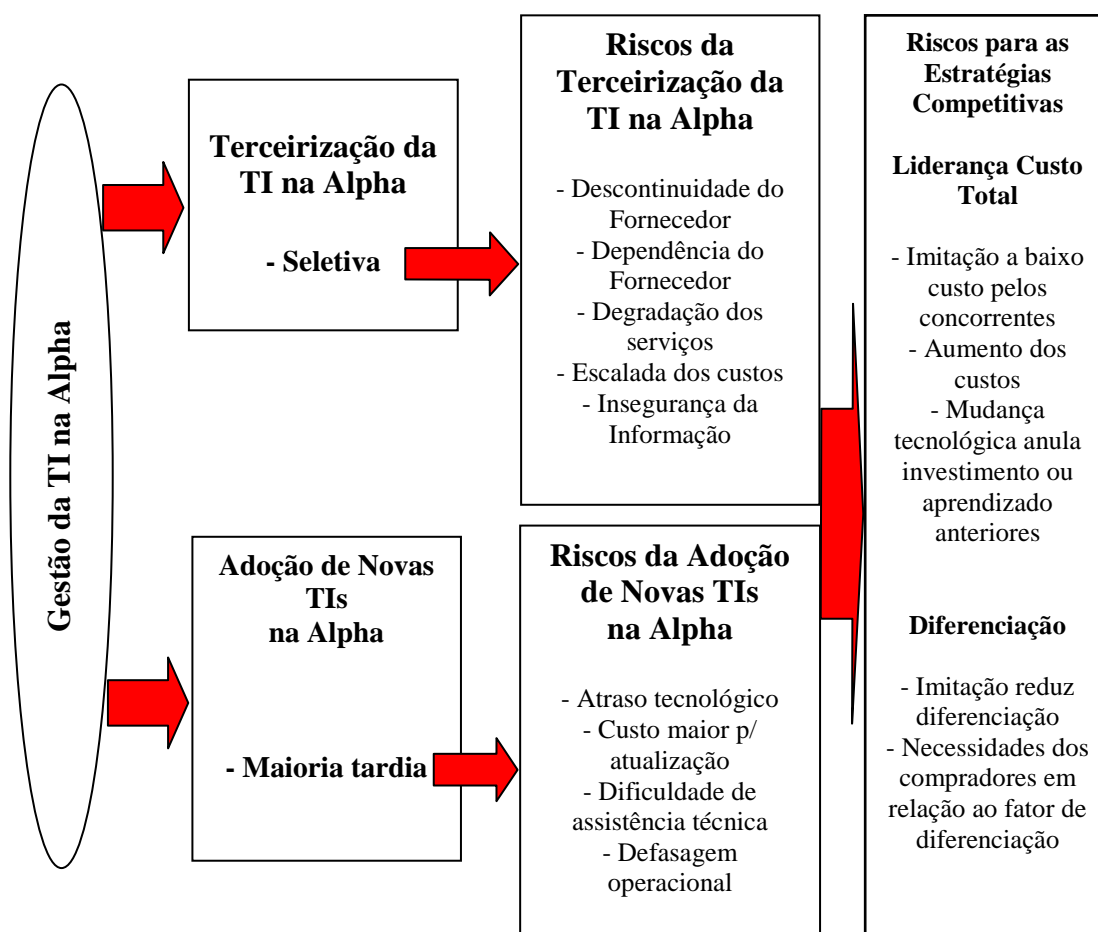 Gestão da TI na Alpha
Terceirização da
TI na Alpha
- Seletiva
Riscos da
Terceirização da
TI na Alpha
- Descontinuidade do
Fornecedor
- Dependência do
Fornecedor
- Degradação dos
serviços
- Escalada dos custos
- Insegurança da
Informação
Adoção de Novas
TIs
na Alpha
- Maioria tardia
Riscos da Adoção
de Novas TIs
na Alpha
- Atraso tecnológico
- Custo maior p/
atualização
- Dificuldade de
assistência técnica
- Defasagem
operacional
Riscos para as
Estratégias
Competitivas
Liderança Custo
Total
- Imitação a baixo
custo pelos
concorrentes
- Aumento dos
custos
- Mudança
tecnológica anula
investimento ou
aprendizado
anteriores
Diferenciação
- Imitação reduz
diferenciação
- Necessidades dos
compradores em
relação ao fator de
diferenciação